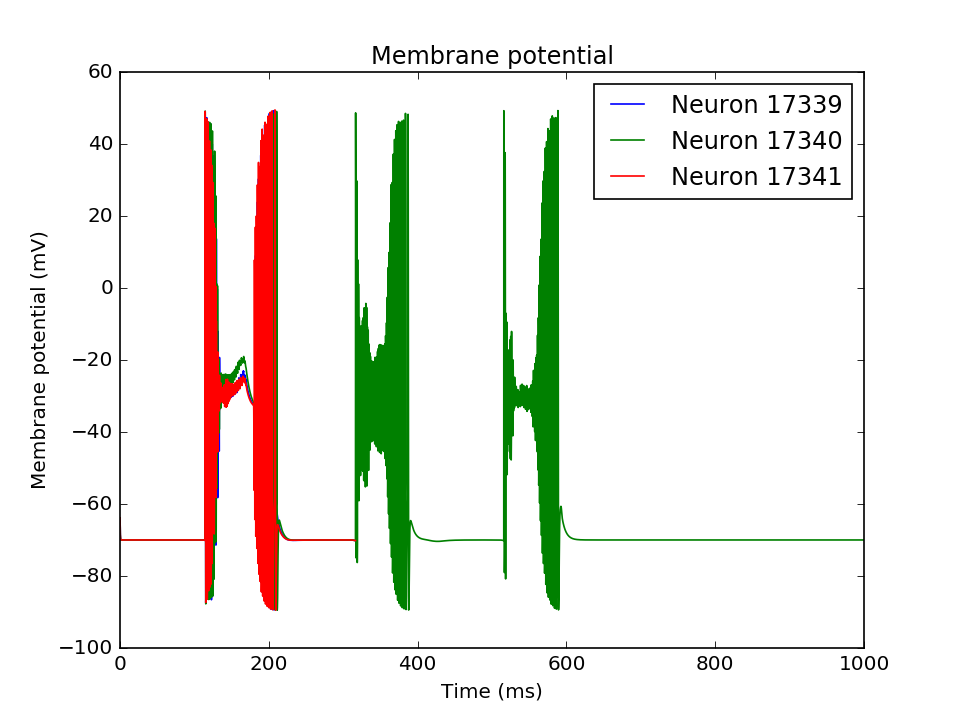 Membrane potential
Neuron 17339
Neuron 17340
Neuron 17341
Membrane potential (mV)
60
40
20
0
−20
−40
−60
−80
−100
0 200 400 600 800 1000
Time (ms)